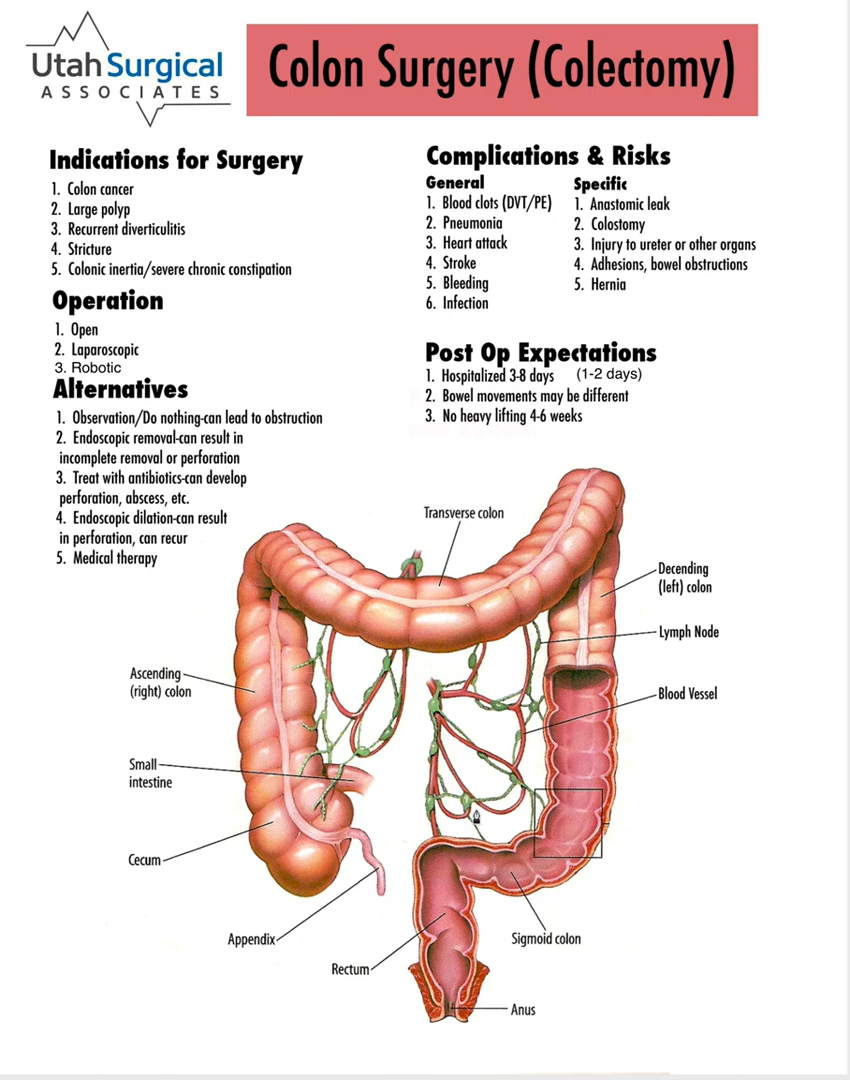 Utah Surgical
ASSOCIATES
Colon Surgery (Colectomy)
Indications for Surgery
1. Colon cancer
2. Large polyp
3. Recurrent diverticulitis
4. Stricture
5. Colonic inertia/severe chronic constipation
Operation
1. Open
2. Laparoscopic
3. Robotic
Alternatives
1. Observation/Do nothing-can lead to obstruction
2. Endoscopic removal-can result in
incomplete removal or perforation
3. Treat with antibiotics-can develop
perforation, abscess, etc.
4. Endoscopic dilation-can result
in perforation, can recur
5. Medical therapy
Complications & Risks
General
1. Blood clots (DVT/PE)
2. Pneumonia
3. Heart attack
4. Stroke
5. Bleeding
6. Infection
Specific
1. Anastomic leak
2. Colostomy
3. Injury to ureter or other organs
4. Adhesions, bowel obstructions
5. Hernia
Post Op Expectations
1. Hospitalized 3-8 days (1-2 days)
2. Bowel movements may be different
3. No heavy lifting 4-6 weeks
Transverse colon
Decending
(left) colon
Lymph Node
Ascending
(right) colon
Blood Vessel
Small
intestine
Cecum
Appendix
Sigmoid colon
Rectum
Anus